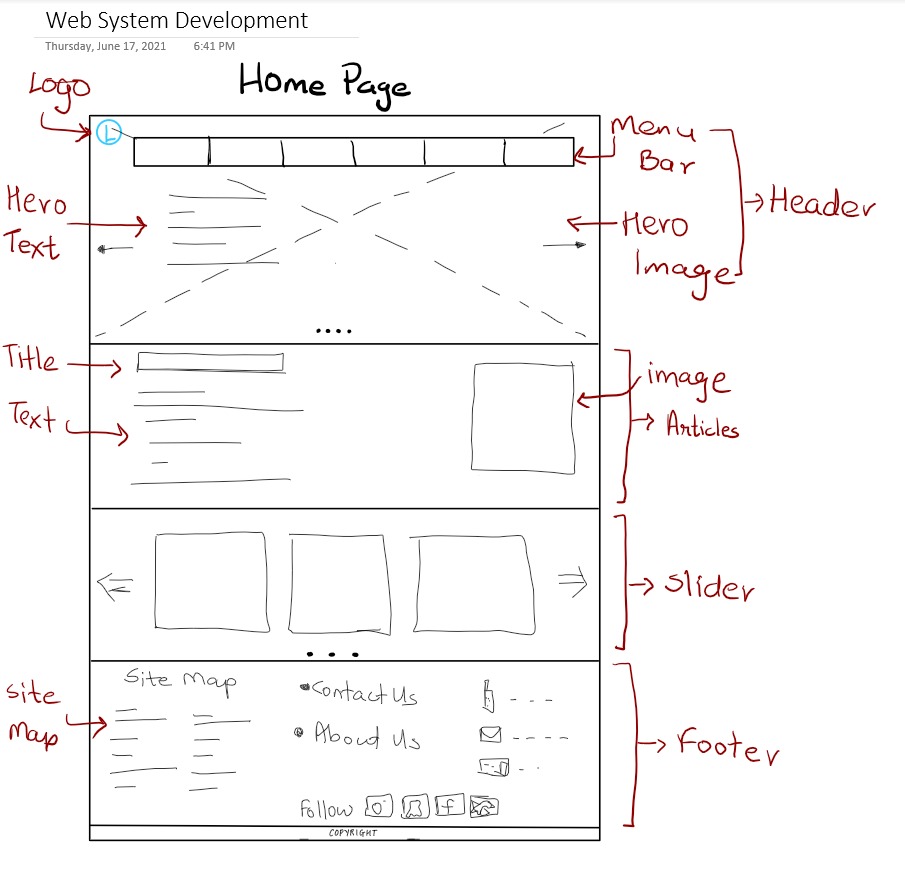 Web System Development
Thursday, June 17, 2021 6:41 PM
Home Page
Logo
L
Menu
Bar
Header
Hero
Text
Hero
Image
Title
Text
image
Articles
Slider
Site Map
Site
Map
Contact Us
About Us
Footer
Follow
f
COPYRIGHT